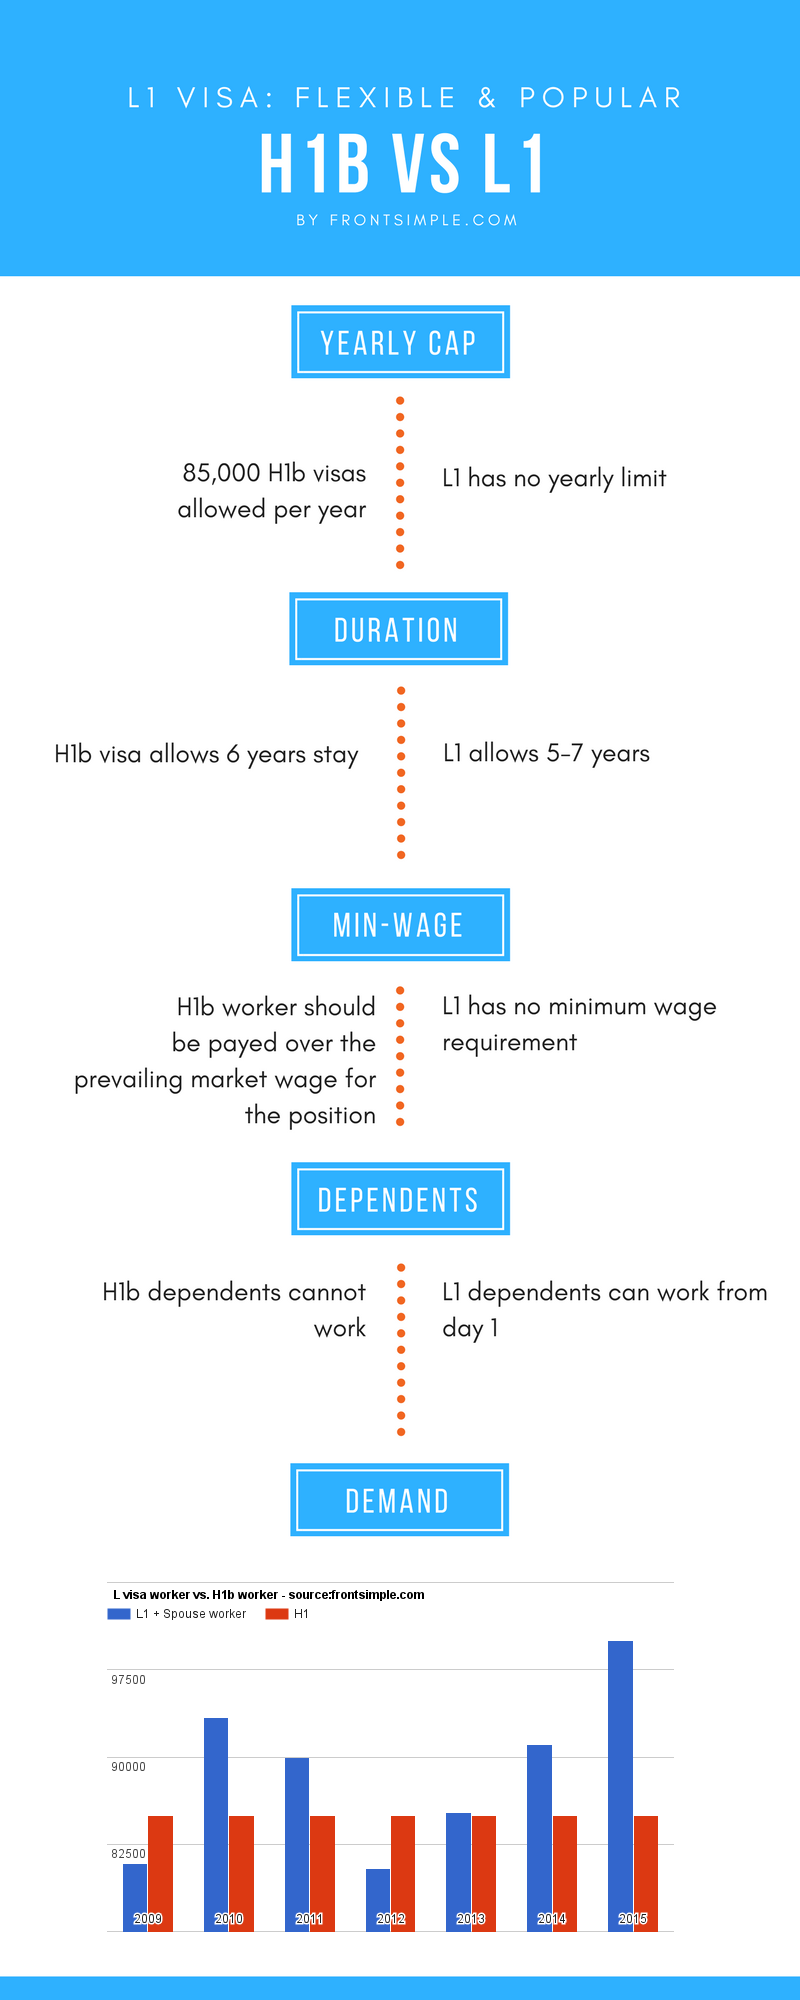 L1 VISA: FLEXIBLE & POPULAR
H1B VS L1
BY FRONTSIMPLE.COM
YEARLY CAP
85,000 H1b visas
allowed per year
L1 has no yearly limit
DURATION
H1b visa allows 6 years stay
L1 allows 5-7 years
MIN-WAGE
H1b worker should
be payed over the
prevailing market wage for
the position
L1 has no minimum wage
requirement
DEPENDENTS
H1b dependents cannot
work
L1 dependents can work from
day 1
DEMAND
L visa worker vs. H1b worker - source:frontsimple.com
L1 + Spouse worker
H1
97500
90000
82500
2009
2010
2011
2012
2013
2014
2015